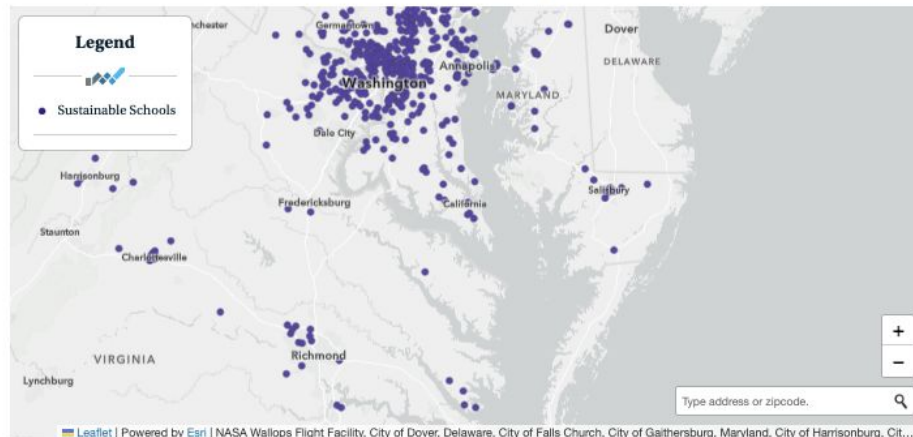 Legend
Sustainable Schools
Germantown
Dover
Annapolis
DELAWARE
Washington
MARYLAND
Dale City
Harrisonburg
Salisbury
Fredericksburg
California
Staunton
Charlottesville
VIRGINIA
Richmond
Lynchburg
+
−
Type address or zipcode.
Leaflet | Powered by Esri | NASA Wallops Flight Facility, City of Dover, Delaware, City of Falls Church, City of Gaithersburg, Maryland, City of Harrisonburg, Cit...